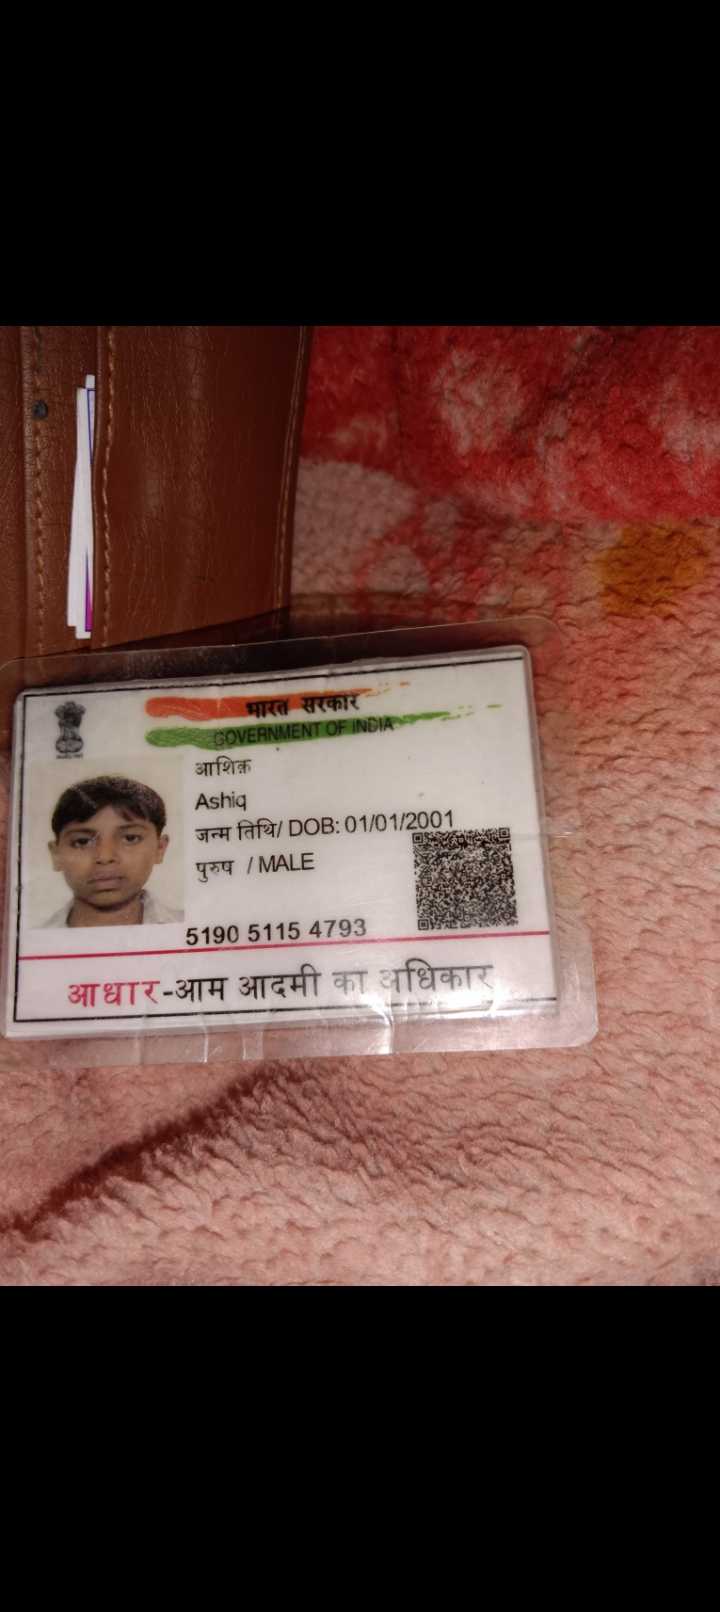 भारत सरकार
GOVERNMENT OF INDIA
आशिक़
Ashiq
जन्म तिथि/ DOB: 01/01/2001
पुरुष / MALE
5190 5115 4793
आधार-आम आदमी का अधिकार